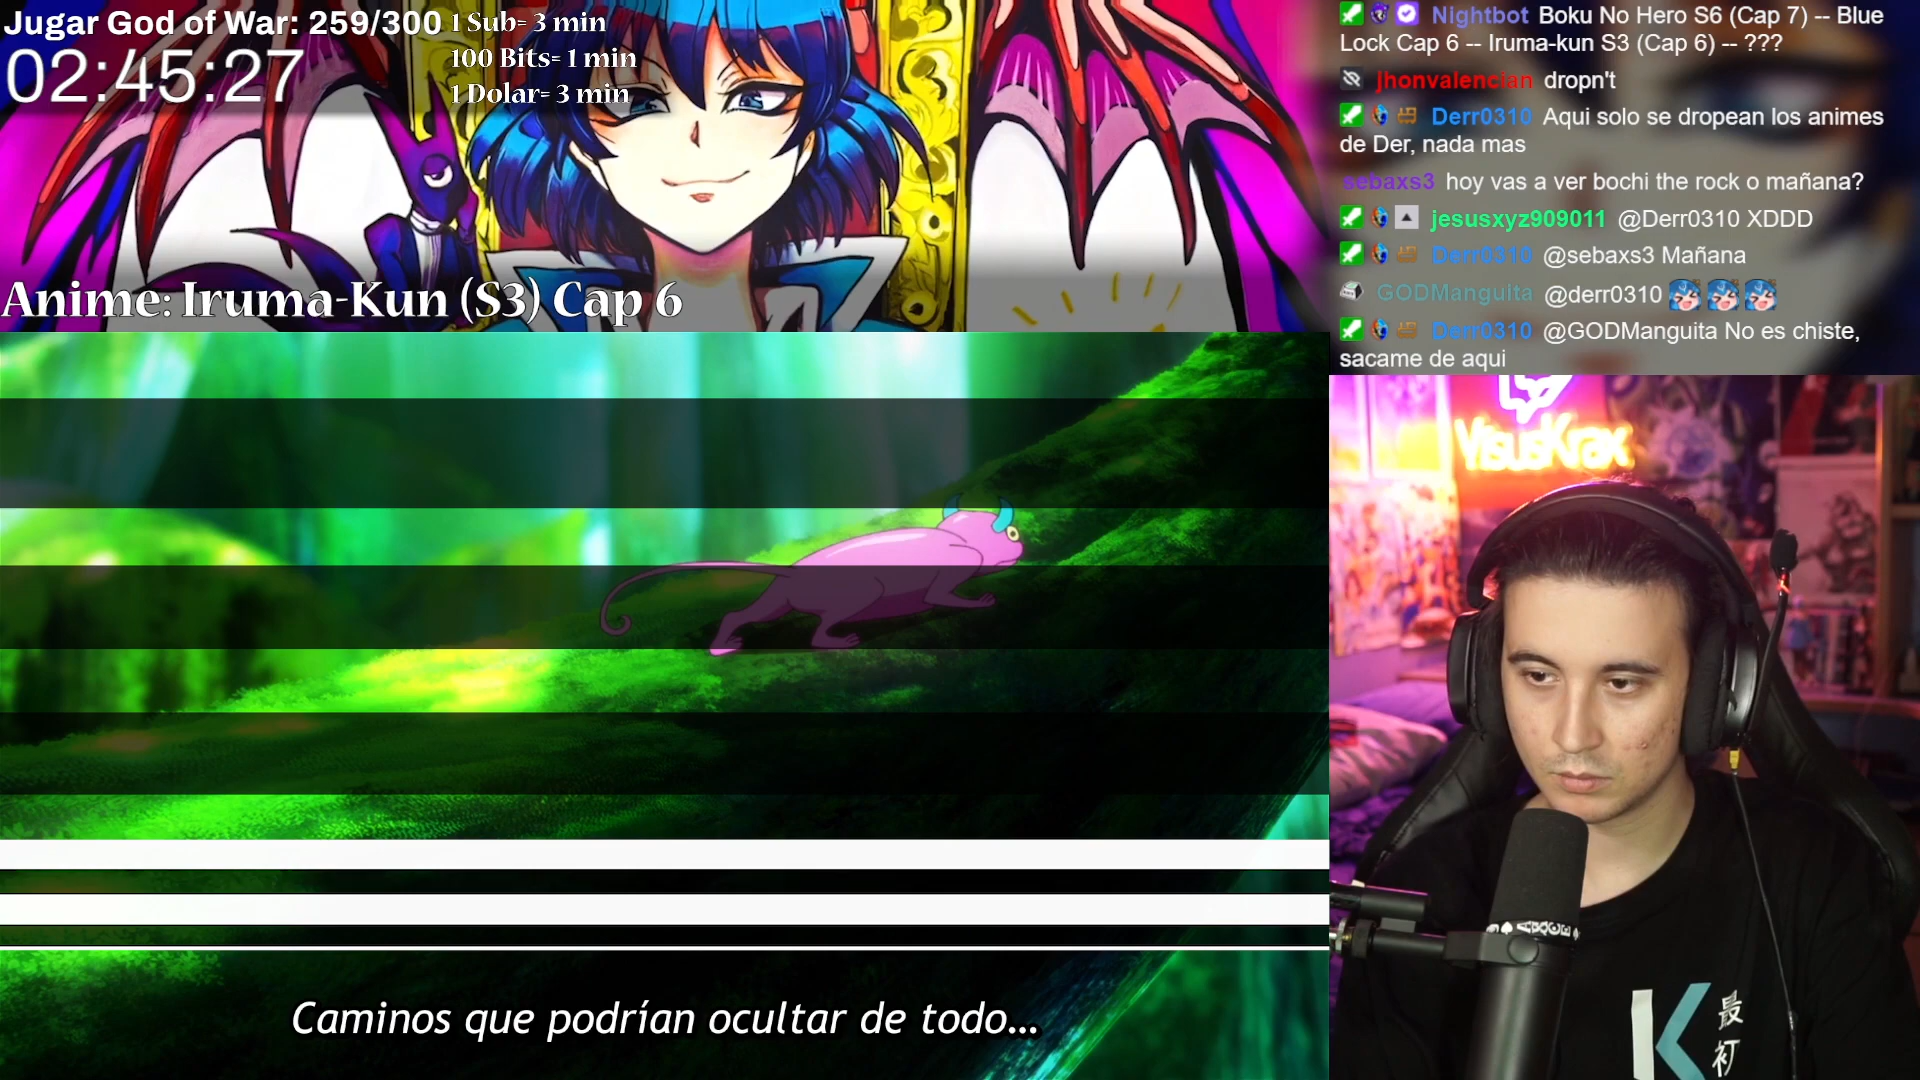 Jugar God of War: 259/300
1 Sub= 3 min
02:45:27
100 Bits= 1 min
1 Dolar= 3 min
Anime: Iruma-Kun (S3) Cap 6
Caminos que podrían ocultar de todo...
Nightbot Boku No Hero S6 (Cap 7) -- Blue
Lock Cap 6 -- Iruma-kun S3 (Cap 6) -- ???
jhonvalencian dropn't
Derr0310 Aqui solo se dropean los animes
de Der, nada mas
sebaxs3 hoy vas a ver bochi the rock o mañana?
jesusxyz909011 @Derr0310 XDDD
Derr0310 @sebaxs3 Mañana
GODManguita @derr0310
Derr0310 @GODManguita No es chiste,
sacame de aqui
VisusKrax
K
最